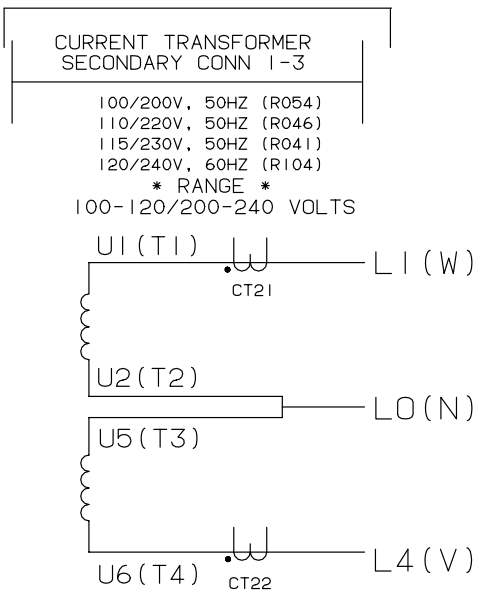 CURRENT TRANSFORMER
SECONDARY CONN 1-3
100/200V, 50HZ (R054)
110/220V, 50HZ (R046)
115/230V, 50HZ (R041)
120/240V, 60HZ (R104)
* RANGE *
100-120/200-240 VOLTS
U1(T1)
L1(W)
CT21
U2(T2)
L0(N)
U5(T3)
L4(V)
U6(T4)
CT22